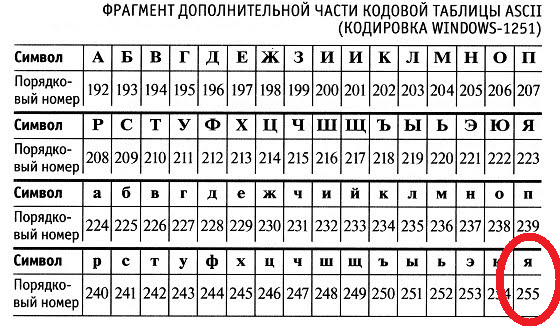 ФРАГМЕНТ ДОПОЛНИТЕЛЬНОЙ ЧАСТИ КОДОВОЙ ТАБЛИЦЫ ASCII
(КОДИРОВКА WINDOWS-1251)
Символ А Б В Г Д Е Ж З И И К Л М Н О П
Порядко-
вый номер 192 193 194 195 196 197 198 199 200 201 202 203 204 205 206 207
Символ Р С Т У Ф Х Ц Ч Ш Щ Ъ Ы Ь Э Ю Я
Порядко-
вый номер 208 209 210 211 212 213 214 215 216 217 218 219 220 221 222 223
Символ а б в г д е ж ч и й к л м н о п
Порядко-
вый номер 224 225 226 227 228 229 230 231 232 233 234 235 236 237 238 239
Символ р с т у ф х ц ч ш щ ъ ы ь э ю я
Порядко-
вый номер 240 241 242 243 244 245 246 247 248 249 250 251 252 253 254 255